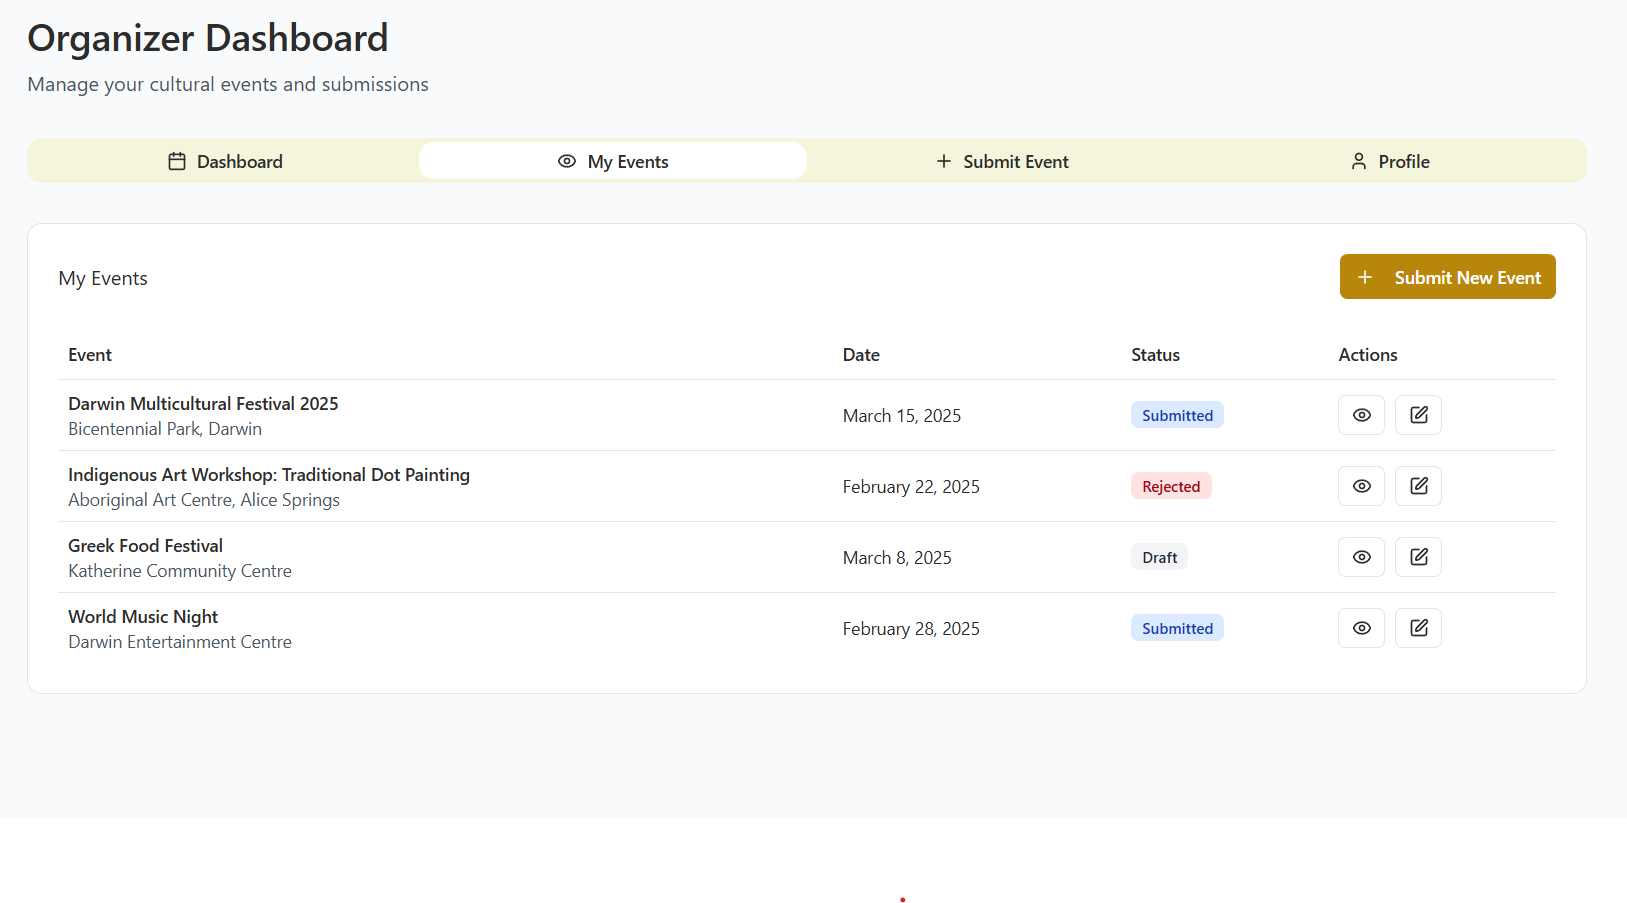 Organizer Dashboard
Manage your cultural events and submissions
Dashboard My Events Submit Event Profile
My Events Submit New Event
Event Date Status Actions
Darwin Multicultural Festival 2025
Bicentennial Park, Darwin
March 15, 2025 Submitted
Indigenous Art Workshop: Traditional Dot Painting
Aboriginal Art Centre, Alice Springs
February 22, 2025 Rejected
Greek Food Festival
Katherine Community Centre
March 8, 2025 Draft
World Music Night
Darwin Entertainment Centre
February 28, 2025 Submitted